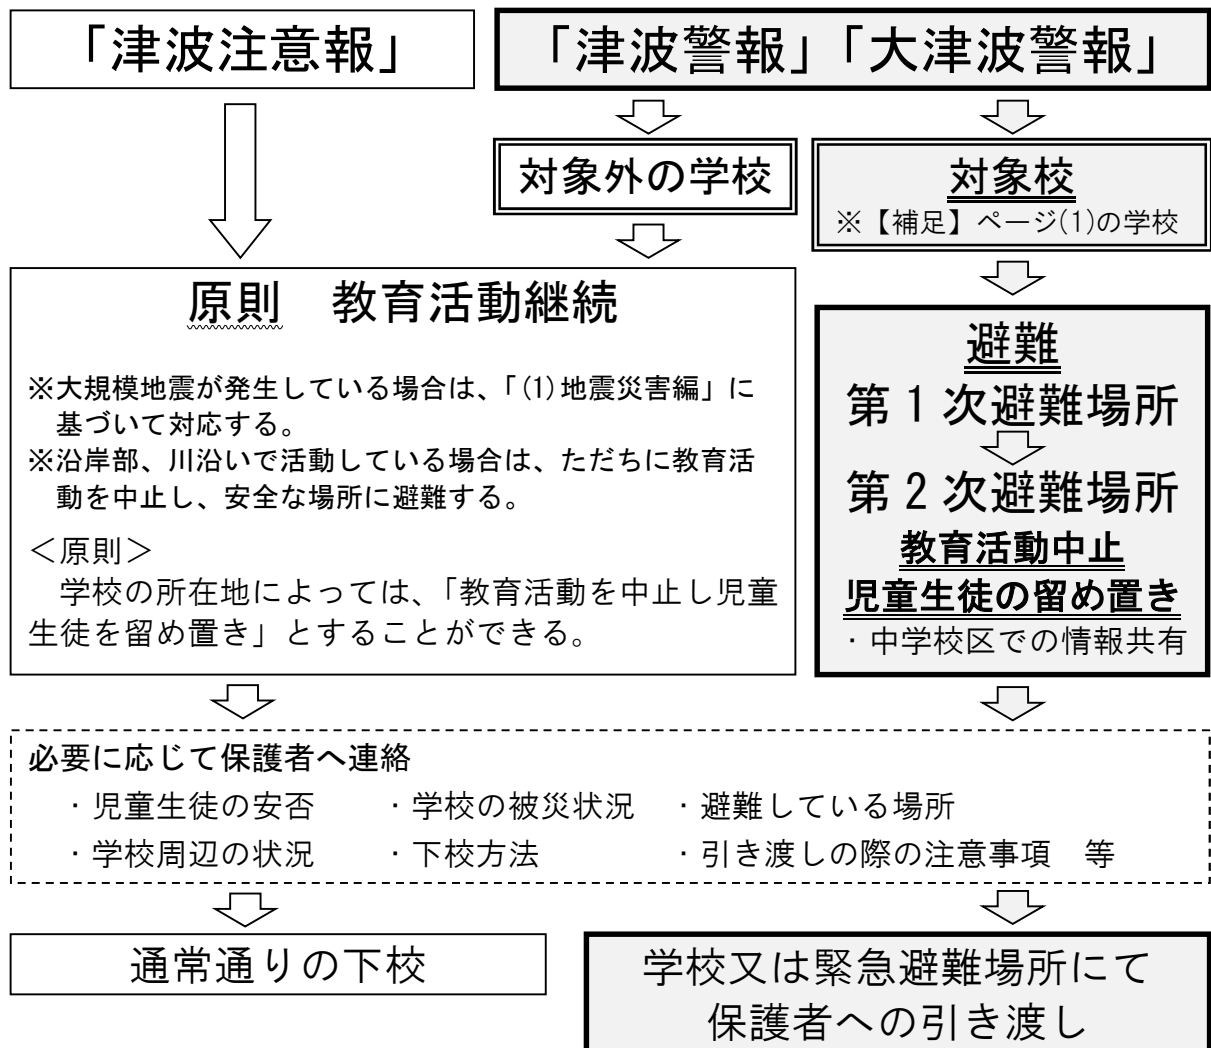 「津波注意報」
「津波警報」「大津波警報」
対象外の学校
対象校
※【補足】ページ(1)の学校
原則　教育活動継続
※大規模地震が発生している場合は、「(1)地震災害編」に
基づいて対応する。
※沿岸部、川沿いで活動している場合は、ただちに教育活
動を中止し、安全な場所に避難する。
＜原則＞
学校の所在地によっては、「教育活動を中止し児童
生徒を留め置き」とすることができる。
避難
第１次避難場所
第２次避難場所
教育活動中止
児童生徒の留め置き
・中学校区での情報共有
必要に応じて保護者へ連絡
・児童生徒の安否　・学校の被災状況　・避難している場所
・学校周辺の状況　・下校方法　・引き渡しの際の注意事項　等
通常通りの下校
学校又は緊急避難場所にて
保護者への引き渡し